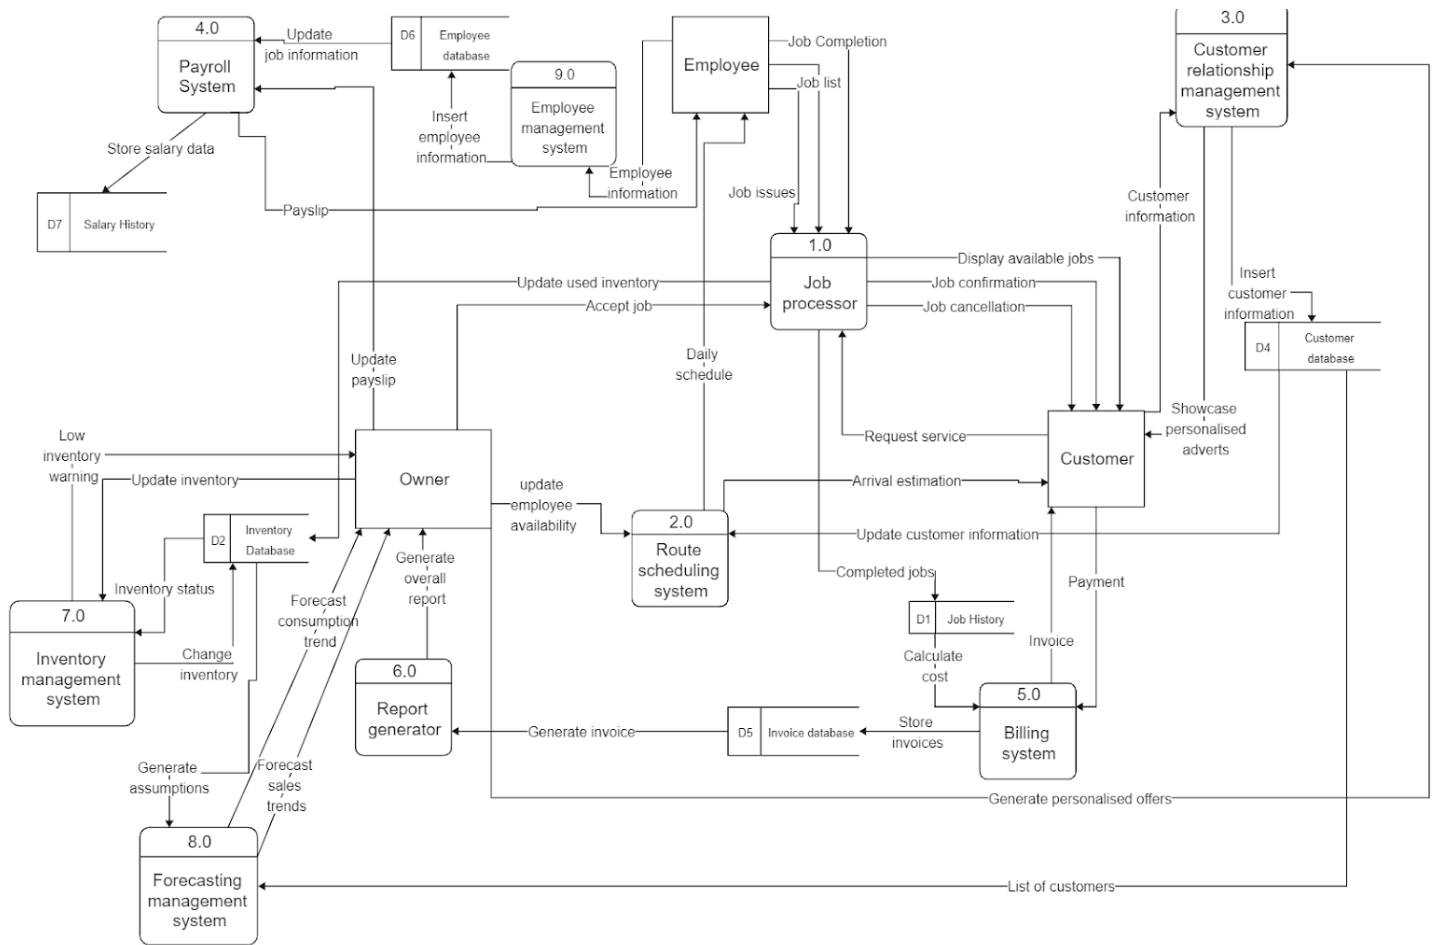 4.0
Payroll
System
Update
job information
D6
Employee
database
Employee
Job Completion
Job list
3.0
Customer
relationship
management
system
9.0
Employee
management
system
Insert
employee
information
Store salary data
Employee
information
Job issues
Customer
information
D7
Salary History
Payslip
1.0
Job
processor
Display available jobs
Job confirmation
Job cancellation
Update used inventory
Accept job
Insert
customer
information
D4
Customer
database
Update
payslip
Daily
schedule
Showcase
personalised
adverts
Low
inventory
warning
Update inventory
Owner
Request service
Customer
update
employee
availability
Arrival estimation
2.0
Route
scheduling
system
Update customer information
D2
Inventory
Database
Generate
overall
report
Inventory status
Forecast
consumption
trend
Completed jobs
Payment
7.0
Inventory
management
system
Change
inventory
D1
Job History
Invoice
Calculate
cost
6.0
Report
generator
5.0
Billing
system
Generate invoice
D5
Invoice database
Store
invoices
Generate
assumptions
Forecast
sales
trends
Generate personalised offers
8.0
Forecasting
management
system
List of customers